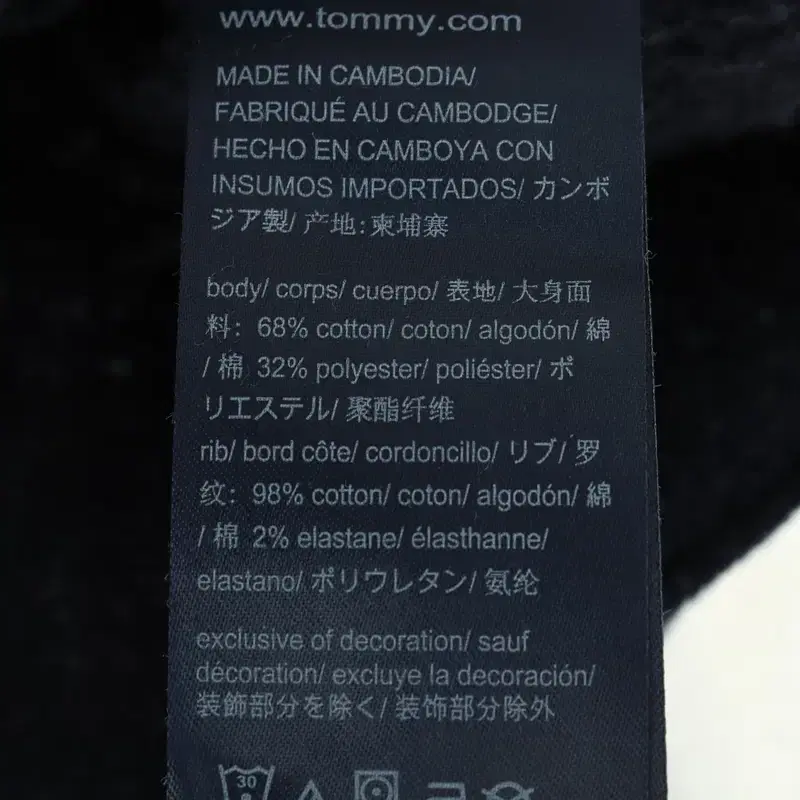 www.tommy.com
MADE IN CAMBODIA/
FABRIQUÉ AU CAMBODGE/
HECHO EN CAMBOYA CON
INSUMOS IMPORTADOS/ カンボ
ジア製/ 产地: 柬埔寨
body/ corps/ cuerpo/ 表地/ 大身面
料: 68% cotton/ coton/ algodón/ 綿
/ 棉 32% polyester/ poliéster/ ポ
リエステル/ 聚酯纤维
rib/ bord côte/ cordoncillo/ リブ/ 罗
纹: 98% cotton/ coton/ algodón/ 綿
/ 棉 2% elastane/ élasthanne/
elastano/ ポリウレタン/ 氨纶
exclusive of decoration/ sauf
décoration/ excluye la decoración/
装飾部分を除く/ 装饰部分除外
30